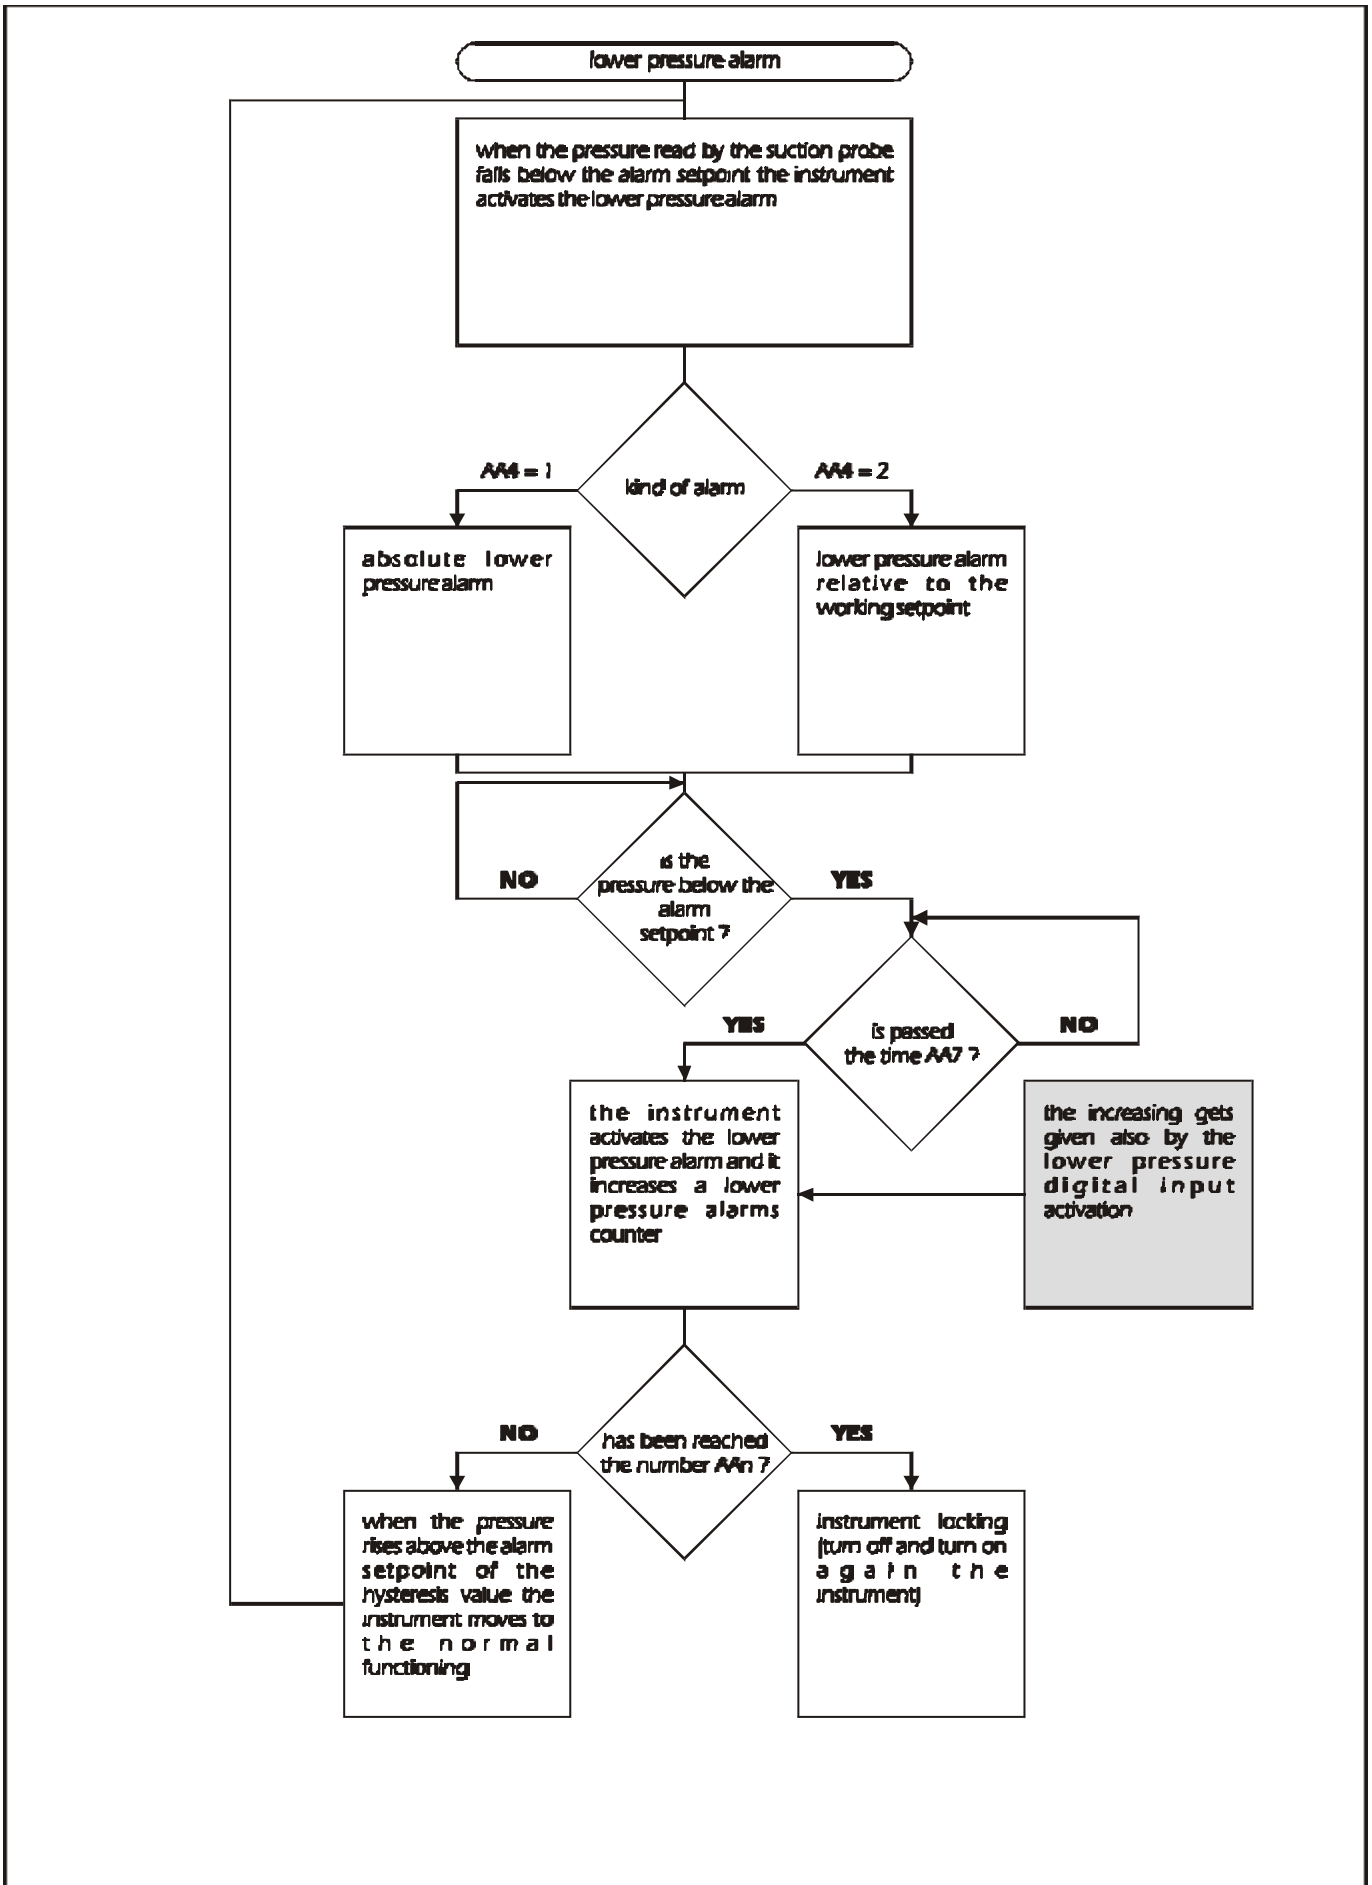 lower pressure alarm
when the pressure read by the suction probe
falls below the alarm setpoint the instrument
activates the lower pressure alarm
AA4 = 1
kind of alarm
AA4 = 2
absolute lower
pressure alarm
lower pressure alarm
relative to the
working setpoint
NO
is the
pressure below the
alarm
setpoint ?
YES
YES
is passed
the time AA7 ?
NO
the instrument
activates the lower
pressure alarm and it
increases a lower
pressure alarms
counter
the increasing gets
given also by the
lower pressure
digital input
activation
NO
has been reached
the number AAn ?
YES
when the pressure
rises above the alarm
setpoint of the
hysteresis value the
instrument moves to
the normal
functioning
instrument locking
(turn off and turn on
again the
instrument)